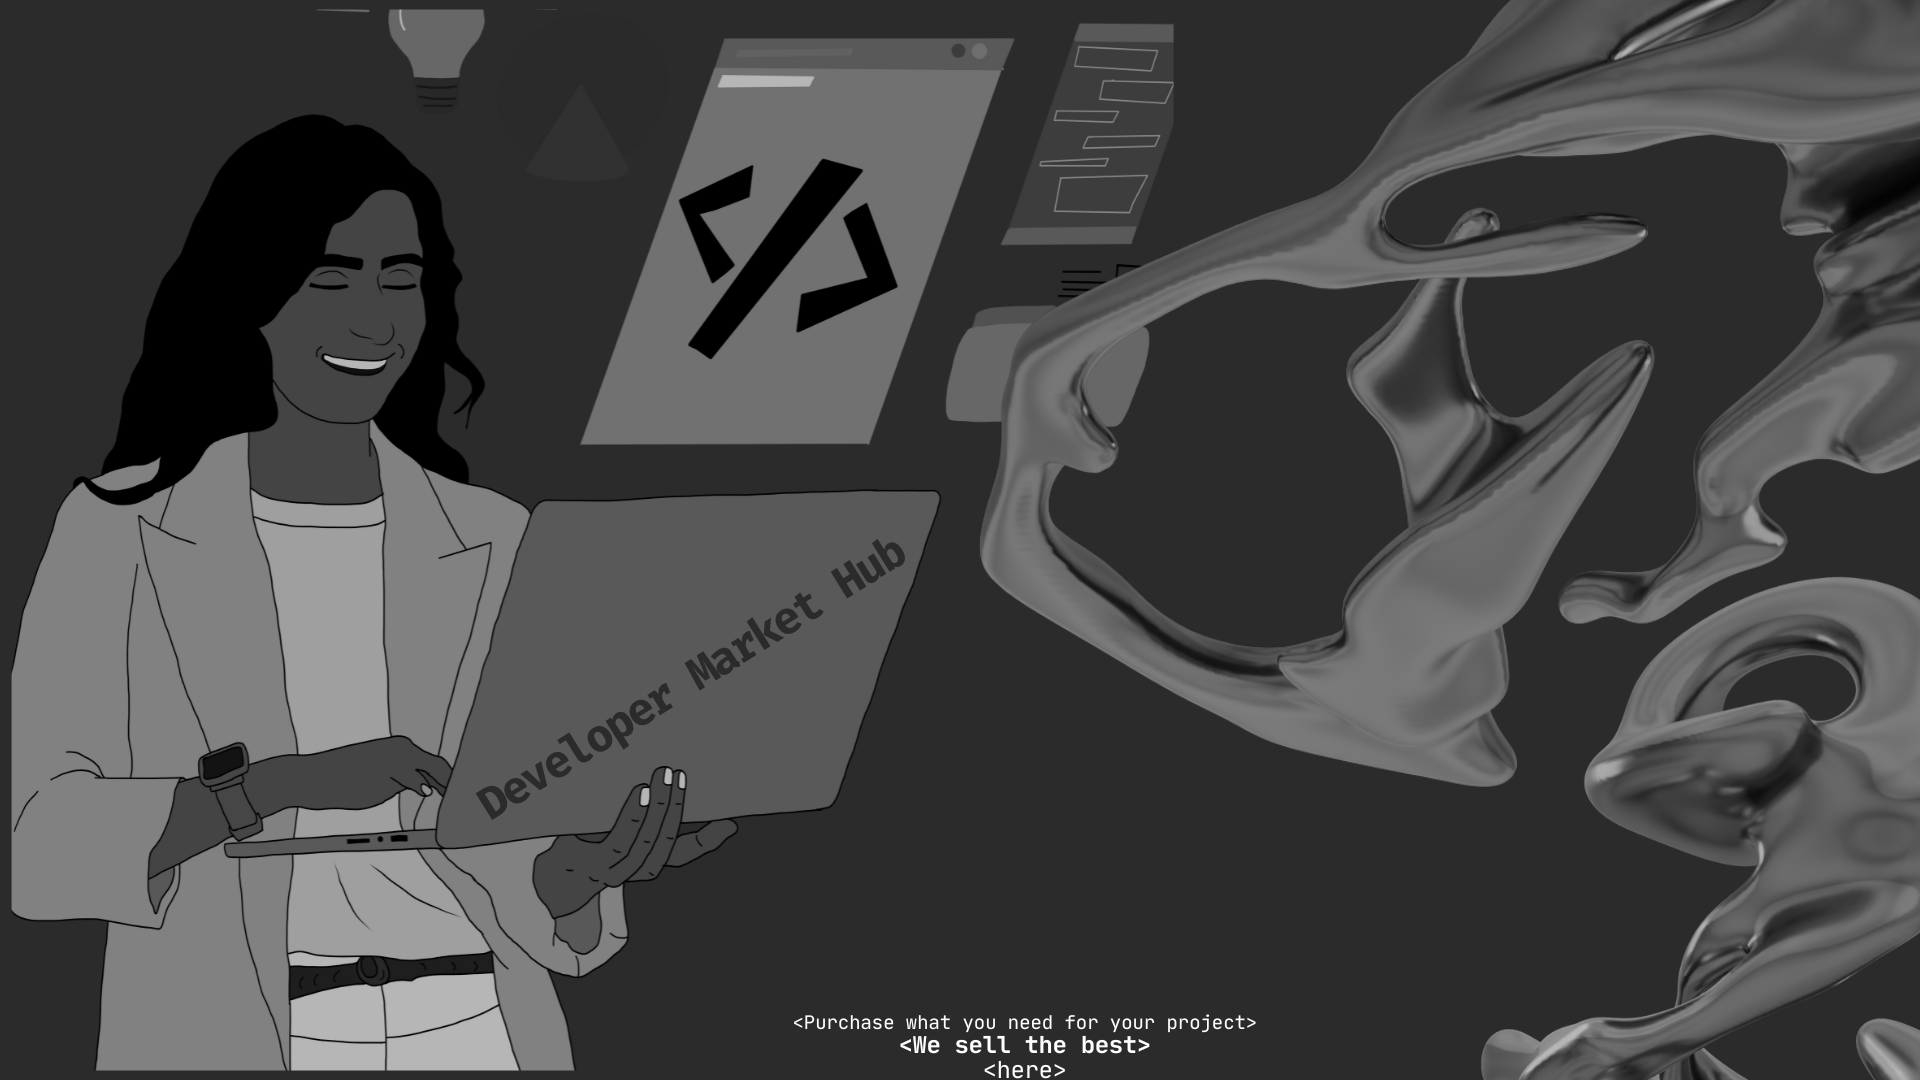 </>
Developer Market Hub
<Purchase what you need for your project>
<We sell the best>
<here>